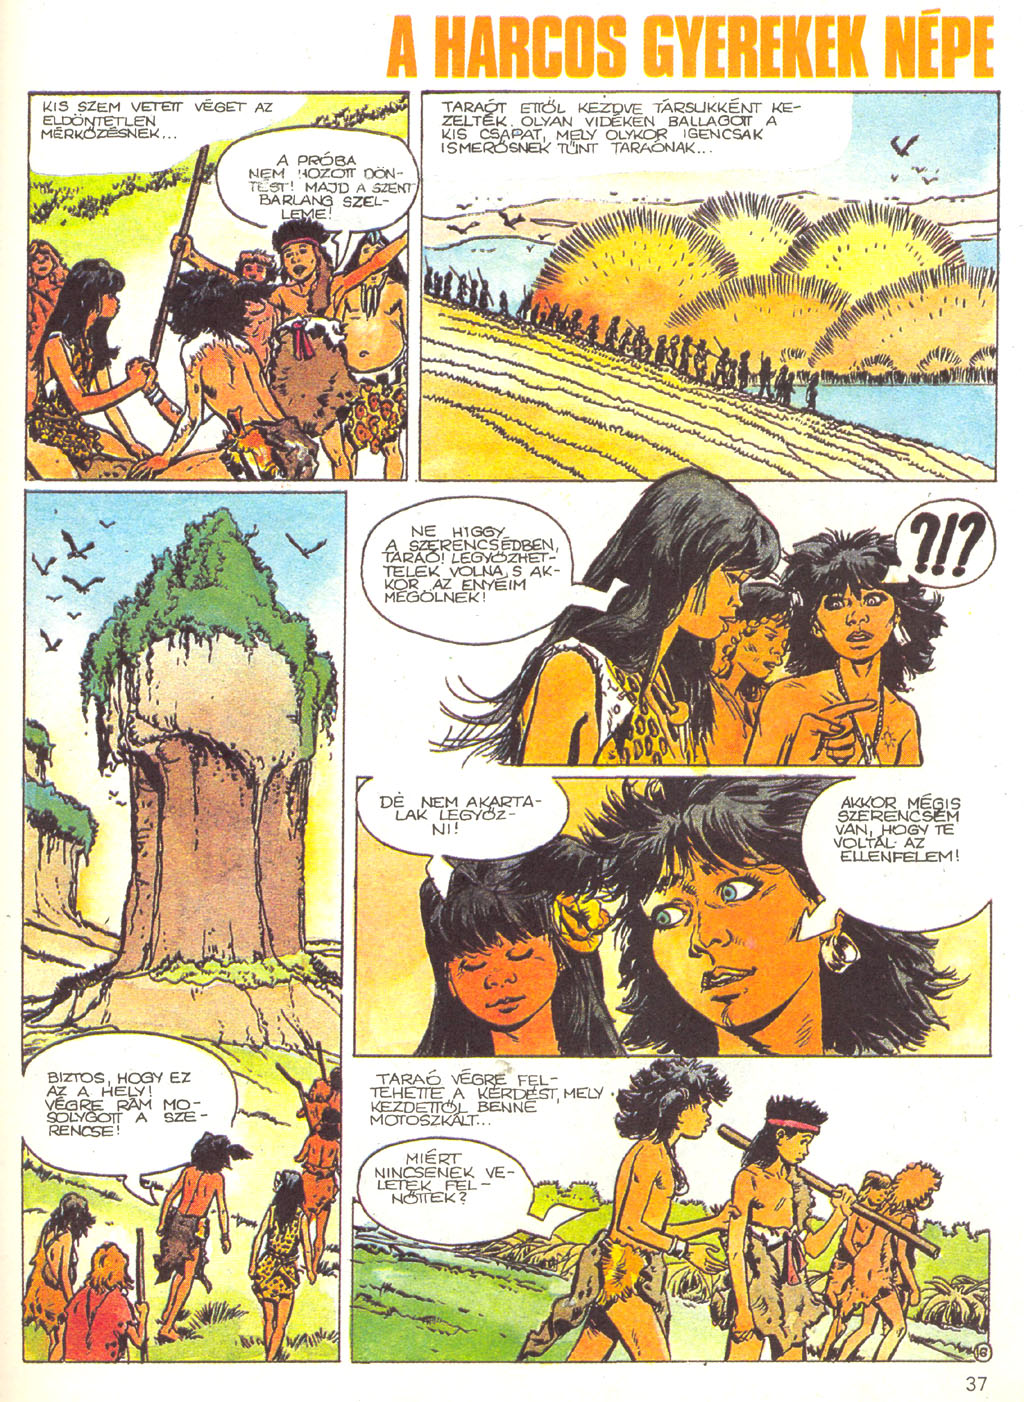 A HARCOS GYEREKEK NÉPE
KIS SZEM VETETT VÉGET AZ
ELDÖNTETLEN
MÉRKŐZÉSNEK...
A PRÓBA
NEM HOZOTT DÖN-
TÉST! MAJD A SZENT
BARLANG SZEL-
LEME!
TARAÓT ETTŐL KEZDVE TÁRSUKKÉNT KE-
ZELTÉK. OLYAN VIDÉKEN BALLAGOTT A
KIS CSAPAT, MELY OLYKOR IGENCSAK
ISMERŐSNEK TŰNT TARAÓNAK...
BIZTOS, HOGY EZ
AZ A HELY!
VÉGRE RÁM MO-
SOLYGOTT A SZE-
RENCSE!
NE HIGGY
A SZERENCSÉDBEN,
TARAÓ! LEGYŐZHET-
TELEK VOLNA, S AK-
KOR AZ ENYÉIM
MEGÖLNEK!
?!?
DE NEM AKARTA-
LAK LEGYŐZ-
NI!
AKKOR MÉGIS
SZERENCSÉM
VAN, HOGY TE
VOLTÁL AZ
ELLENFELEM!
TARAÓ VÉGRE FEL-
TEHETTE A KÉRDÉST, MELY
KEZDETTŐL BENNE
MOTOSZKÁLT...
MIÉRT
NINCSENEK VE-
LETEK FEL-
NŐTTEK?
16
37